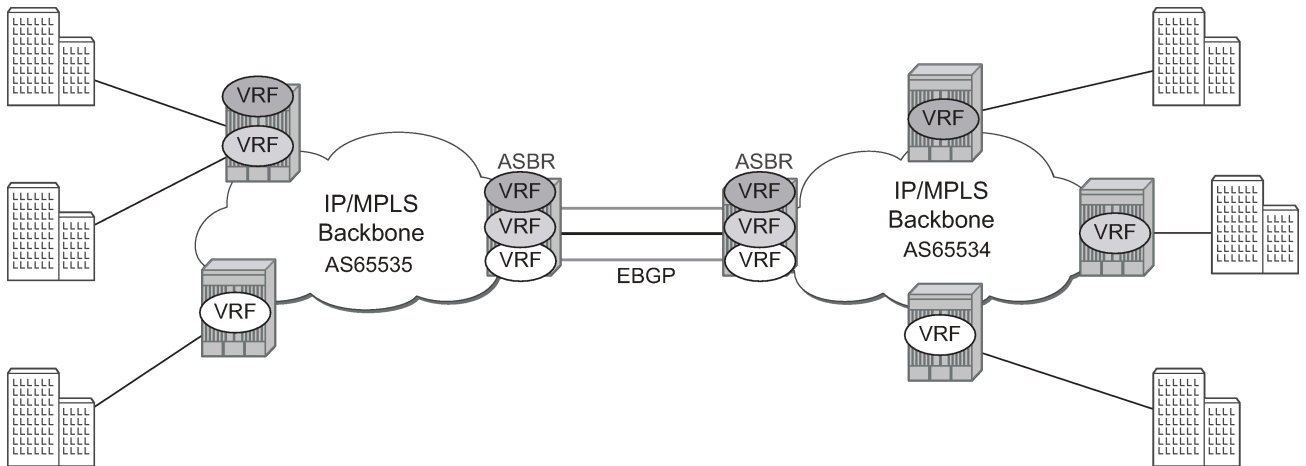 VRF
VRF
VRF
IP/MPLS
Backbone
AS65535
ASBR
VRF
VRF
VRF
EBGP
ASBR
VRF
VRF
VRF
IP/MPLS
Backbone
AS65534
VRF
VRF
VRF